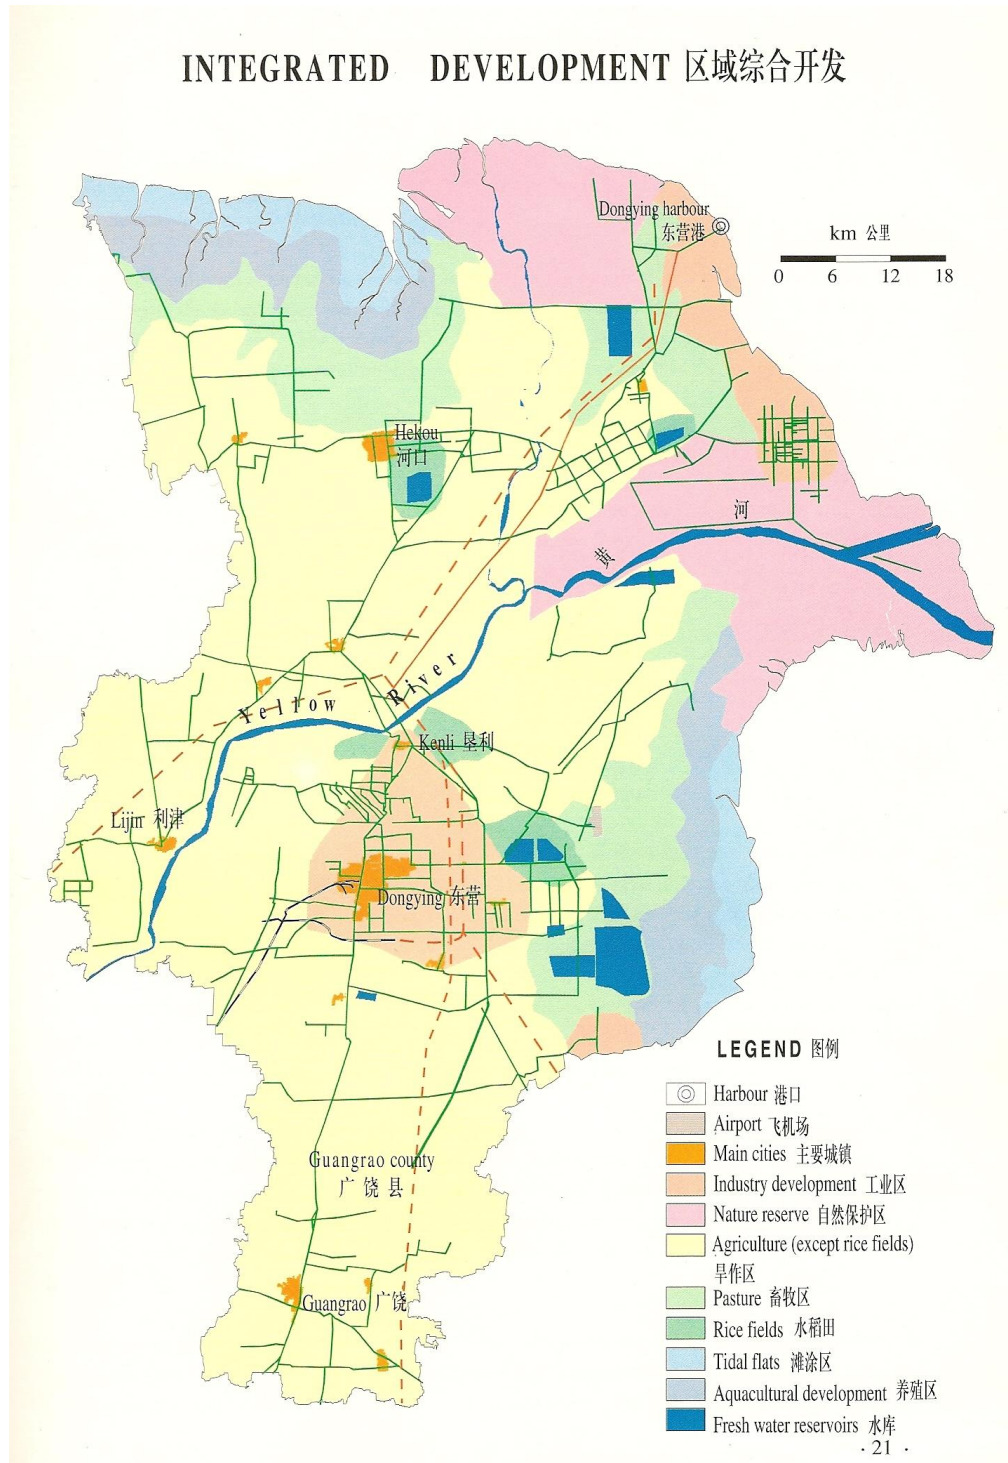 INTEGRATED DEVELOPMENT 区域综合开发
Dongying harbour
东营港
km 公里
0 6 12 18
Hekou
河口
河
黄
Yellow River
Kenli 垦利
Lijin 利津
Dongying 东营
LEGEND 图例
Harbour 港口
Airport 飞机场
Main cities 主要城镇
Industry development 工业区
Nature reserve 自然保护区
Agriculture (except rice fields)
旱作区
Pasture 畜牧区
Rice fields 水稻田
Tidal flats 滩涂区
Aquacultural development 养殖区
Fresh water reservoirs 水库
Guangrao county
广饶县
Guangrao 广饶
· 21 ·